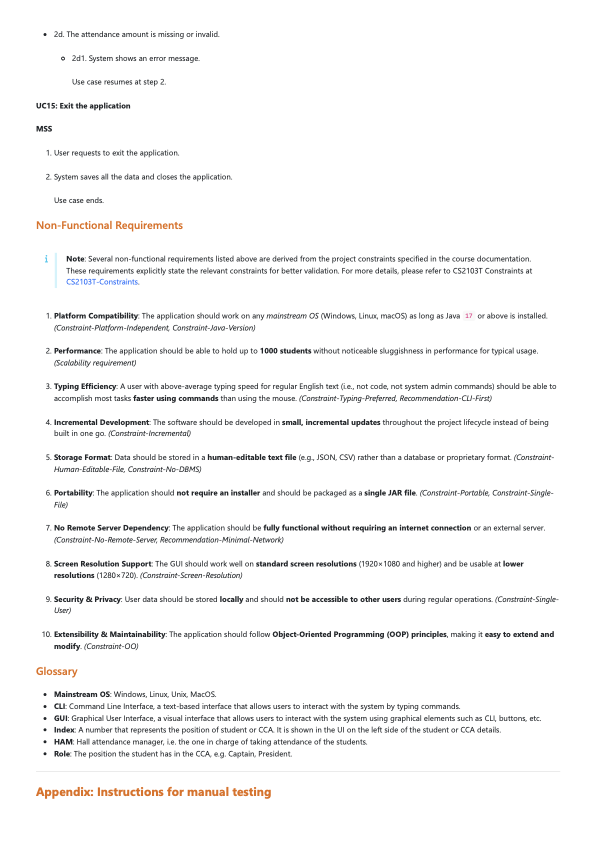 2d. The attendance amount is missing or invalid.
2d1. System shows an error message.
Use case resumes at step 2.
UC15: Exit the application
MSS
1. User requests to exit the application.
2. System saves all the data and closes the application.
Use case ends.
Non-Functional Requirements
Note: Several non-functional requirements listed above are derived from the project constraints specified in the course documentation.
These requirements explicitly state the relevant constraints for better validation. For more details, please refer to CS2103T Constraints at
CS2103T-Constraints.
1. Platform Compatibility: The application should work on any mainstream OS (Windows, Linux, macOS) as long as Java 17 or above is installed.
(Constraint-Platform-Independent, Constraint-Java-Version)
2. Performance: The application should be able to hold up to 1000 students without noticeable sluggishness in performance for typical usage.
(Scalability requirement)
3. Typing Efficiency: A user with above-average typing speed for regular English text (i.e., not code, not system admin commands) should be able to
accomplish most tasks faster using commands than using the mouse. (Constraint-Typing-Preferred, Recommendation-CLI-First)
4. Incremental Development: The software should be developed in small, incremental updates throughout the project lifecycle instead of being
built in one go. (Constraint-Incremental)
5. Storage Format: Data should be stored in a human-editable text file (e.g., JSON, CSV) rather than a database or proprietary format. (Constraint-
Human-Editable-File, Constraint-No-DBMS)
6. Portability: The application should not require an installer and should be packaged as a single JAR file. (Constraint-Portable, Constraint-Single-
File)
7. No Remote Server Dependency: The application should be fully functional without requiring an internet connection or an external server.
(Constraint-No-Remote-Server, Recommendation-Minimal-Network)
8. Screen Resolution Support: The GUI should work well on standard screen resolutions (1920×1080 and higher) and be usable at lower
resolutions (1280×720). (Constraint-Screen-Resolution)
9. Security & Privacy: User data should be stored locally and should not be accessible to other users during regular operations. (Constraint-Single-
User)
10. Extensibility & Maintainability: The application should follow Object-Oriented Programming (OOP) principles, making it easy to extend and
modify. (Constraint-OO)
Glossary
Mainstream OS: Windows, Linux, Unix, MacOS.
CLI: Command Line Interface, a text-based interface that allows users to interact with the system by typing commands.
GUI: Graphical User Interface, a visual interface that allows users to interact with the system using graphical elements such as CLI, buttons, etc.
Index: A number that represents the position of student or CCA. It is shown in the UI on the left side of the student or CCA details.
HAM: Hall attendance manager, i.e. the one in charge of taking attendance of the students.
Role: The position the student has in the CCA, e.g. Captain, President.
Appendix: Instructions for manual testing